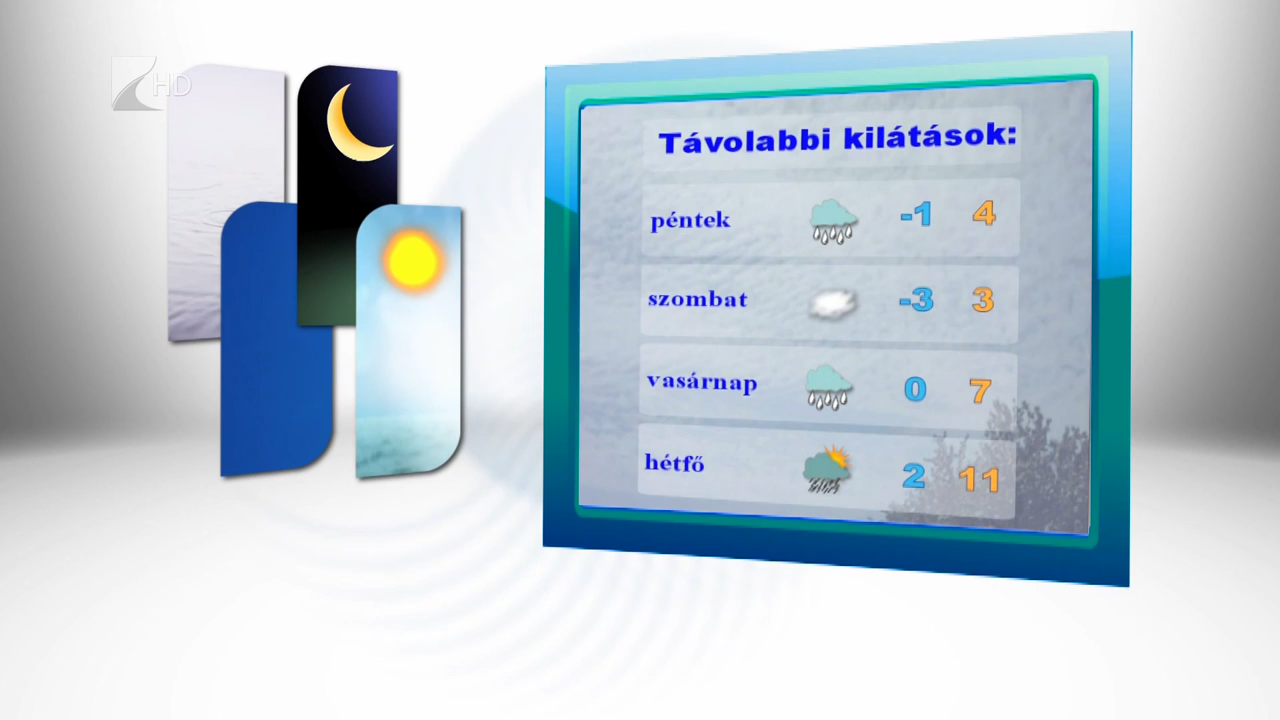 HD
Távolabbi kilátások:
péntek -1 4
szombat -3 3
vasárnap 0 7
hétfő 2 11